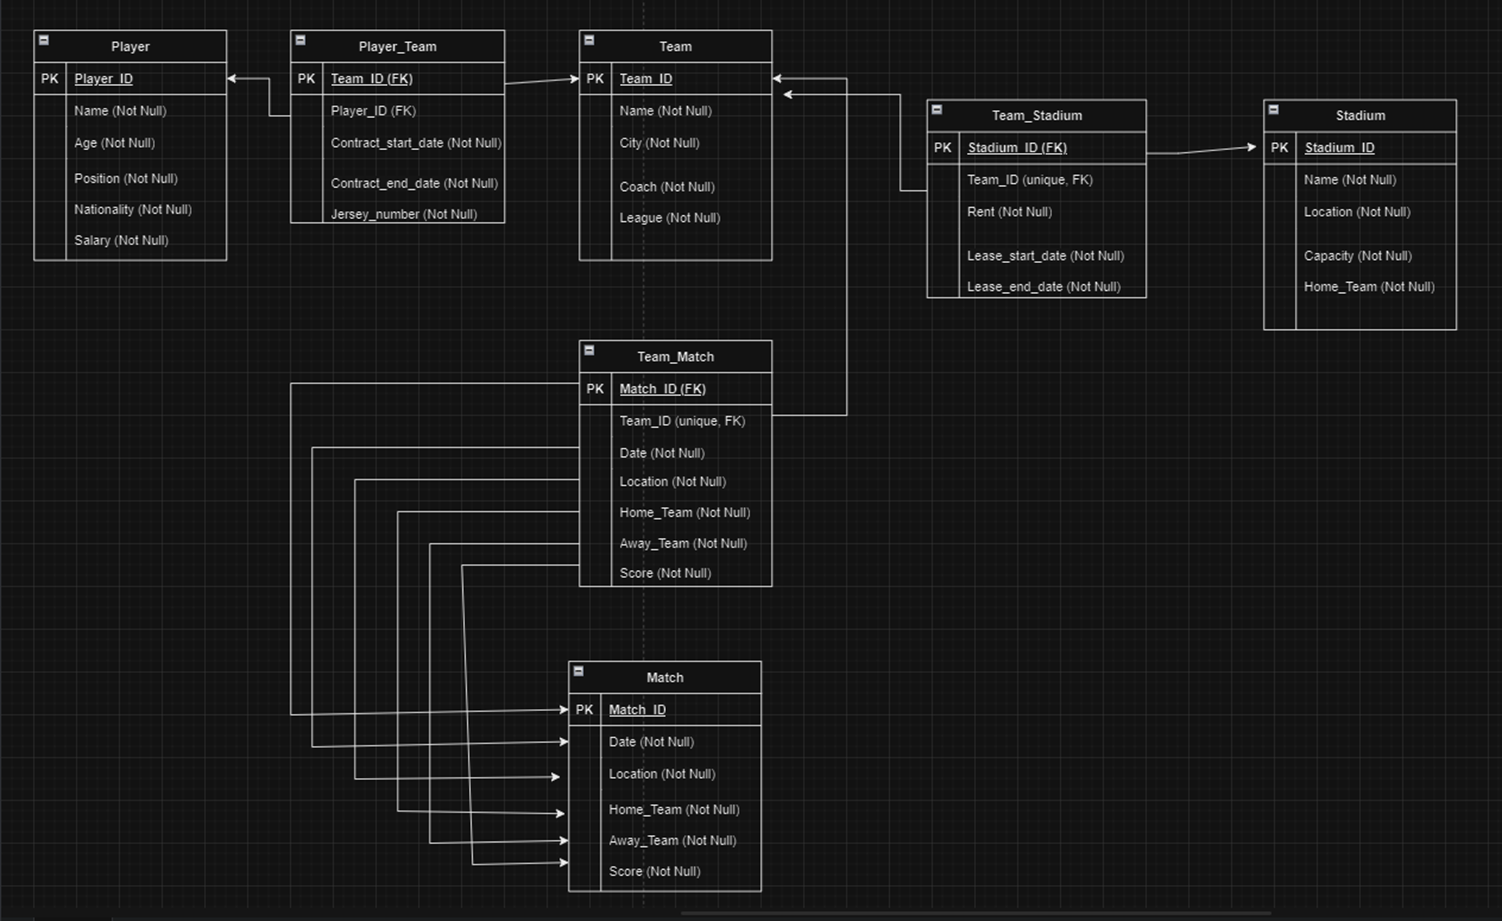 Player
PK Player_ID
Name (Not Null)
Age (Not Null)
Position (Not Null)
Nationality (Not Null)
Salary (Not Null)
Player_Team
PK Team_ID (FK)
Player_ID (FK)
Contract_start_date (Not Null)
Contract_end_date (Not Null)
Jersey_number (Not Null)
Team
PK Team_ID
Name (Not Null)
City (Not Null)
Coach (Not Null)
League (Not Null)
Team_Stadium
PK Stadium_ID (FK)
Team_ID (unique, FK)
Rent (Not Null)
Lease_start_date (Not Null)
Lease_end_date (Not Null)
Stadium
PK Stadium_ID
Name (Not Null)
Location (Not Null)
Capacity (Not Null)
Home_Team (Not Null)
Team_Match
PK Match_ID (FK)
Team_ID (unique, FK)
Date (Not Null)
Location (Not Null)
Home_Team (Not Null)
Away_Team (Not Null)
Score (Not Null)
Match
PK Match_ID
Date (Not Null)
Location (Not Null)
Home_Team (Not Null)
Away_Team (Not Null)
Score (Not Null)